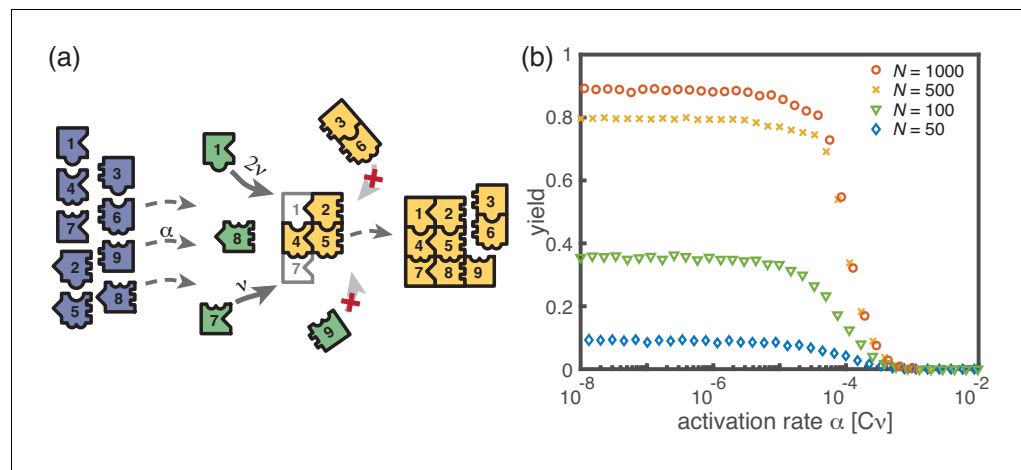 (a)
1
4
7
2
5
3
6
9
8
α
1
8
7
2ν
ν
3
6
1 2
4 5
7
9
1 2
4 5
7 8 9
3
6
(b)
yield
1
0.8
0.6
0.4
0.2
0
10⁻⁸ 10⁻⁶ 10⁻⁴ 10⁻²
activation rate α [Cν]
N = 1000
N = 500
N = 100
N = 50